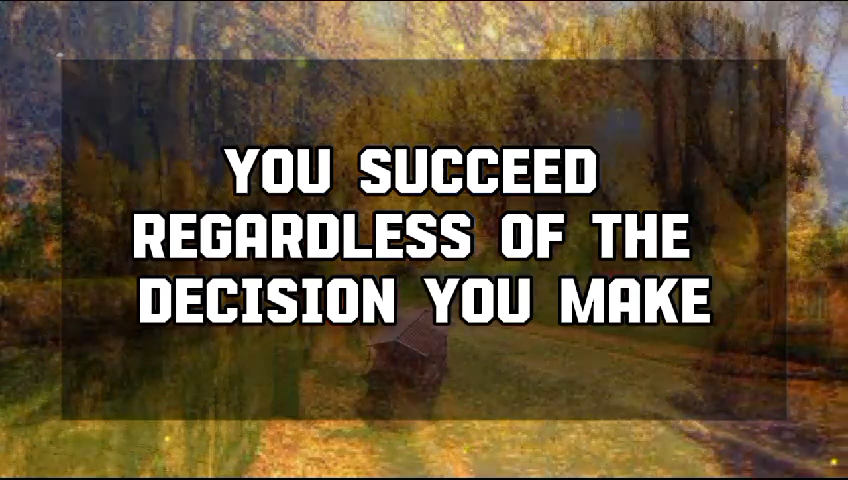 YOU SUCCEED
REGARDLESS OF THE
DECISION YOU MAKE